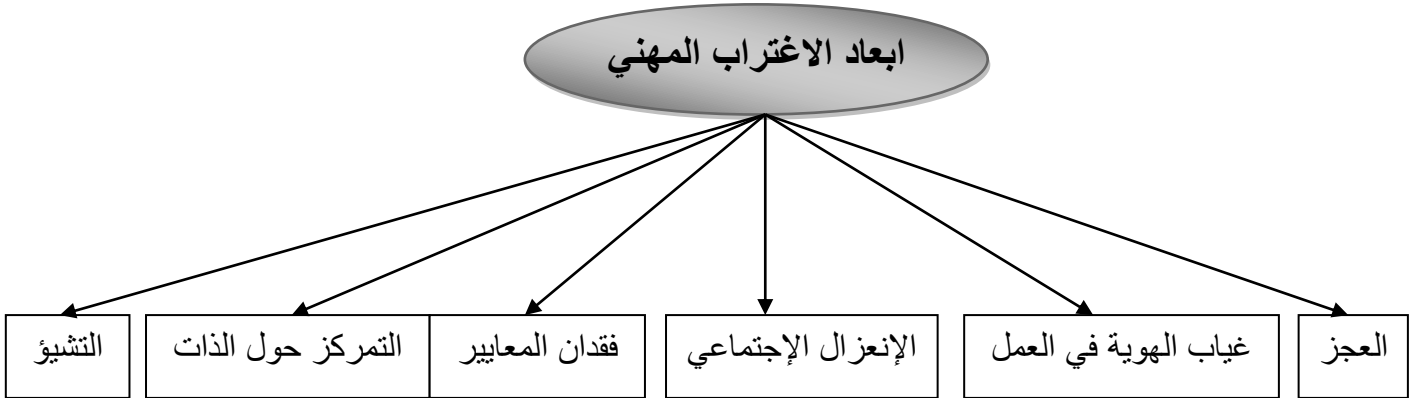 ابعاد الاغتراب المهني
العجز
غياب الهوية في العمل
الإنعزال الإجتماعي
فقدان المعايير
التمركز حول الذات
التشيؤ